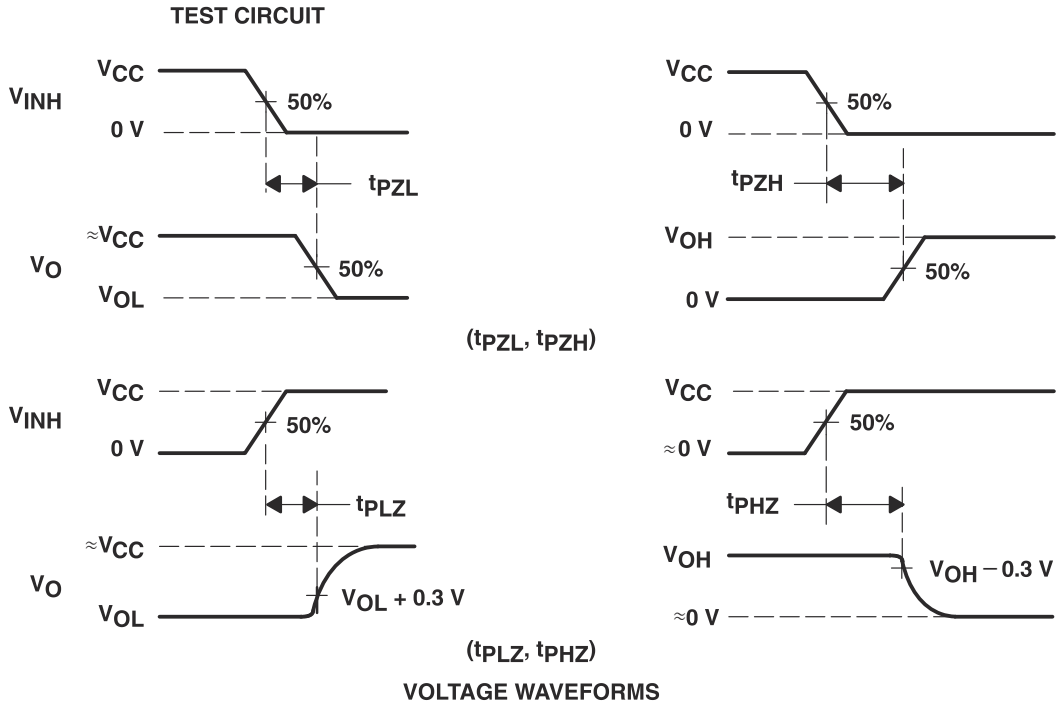 TEST CIRCUIT
VCC
VINH
50%
0 V
tPZL
≈VCC
VO
50%
VOL
VCC
50%
0 V
tPZH
VOH
50%
0 V
(tPZL, tPZH)
VCC
VINH
50%
0 V
tPLZ
≈VCC
VO
VOL + 0.3 V
VOL
VCC
50%
≈0 V
tPHZ
VOH
VOH – 0.3 V
≈0 V
(tPLZ, tPHZ)
VOLTAGE WAVEFORMS